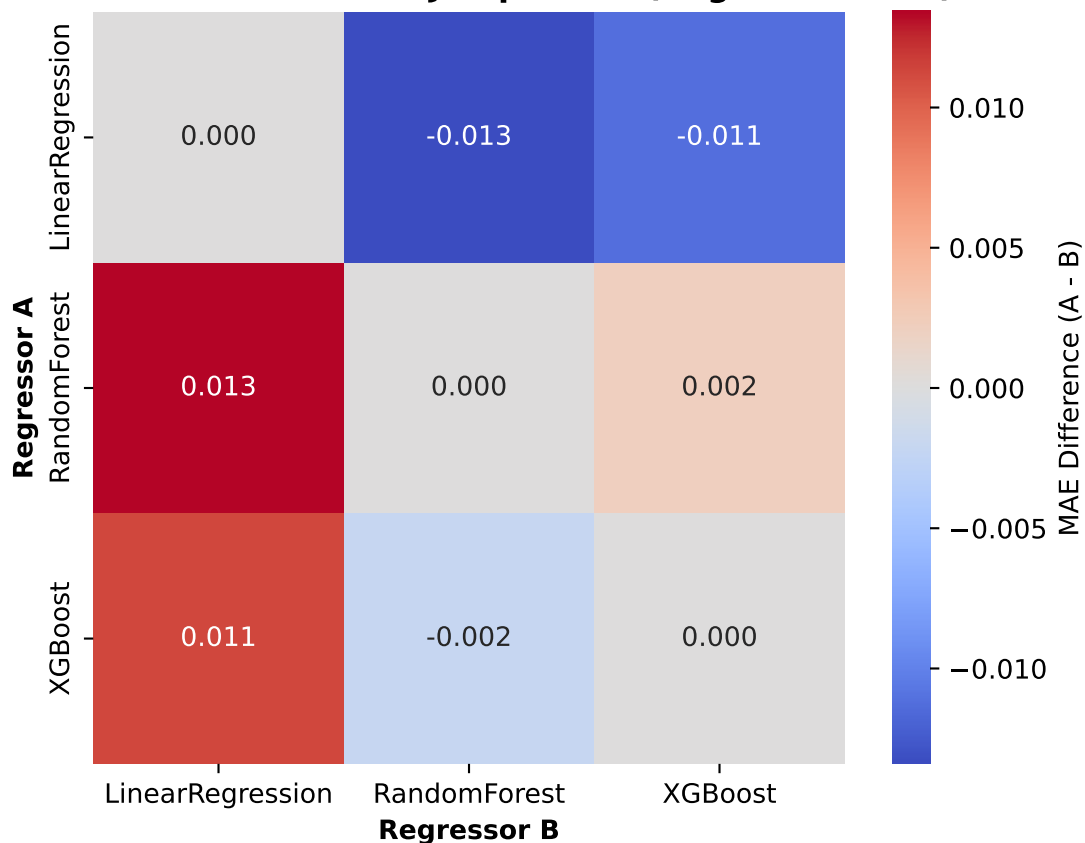 LinearRegression
0.000
-0.013
-0.011
0.010
0.005
Regressor A
RandomForest
0.013
0.000
0.002
0.000
MAE Difference (A - B)
−0.005
XGBoost
0.011
-0.002
0.000
−0.010
LinearRegression
RandomForest
XGBoost
Regressor B